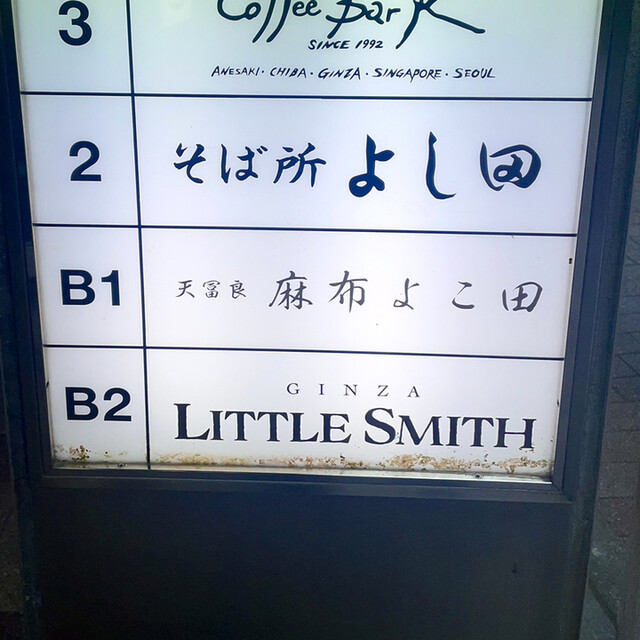 3 Coffee Bar K
SINCE 1992
ANESAKI・CHIBA・GINZA・SINGAPORE・SEOUL
2 そば所 よし田
B1 天冨良 麻布よこ田
GINZA
B2 LITTLE SMITH